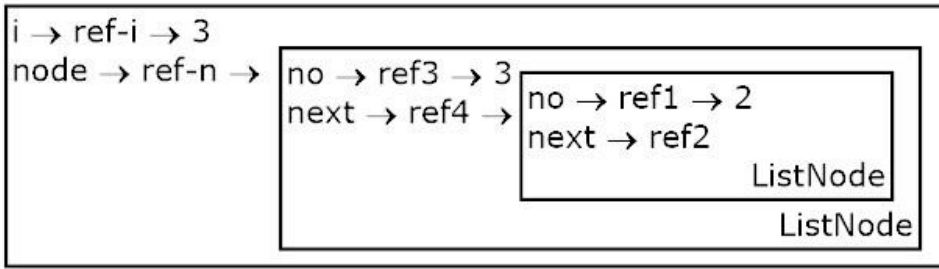 i → ref-i → 3
node → ref-n →
no → ref3 → 3
next → ref4 →
no → ref1 → 2
next → ref2
ListNode
ListNode